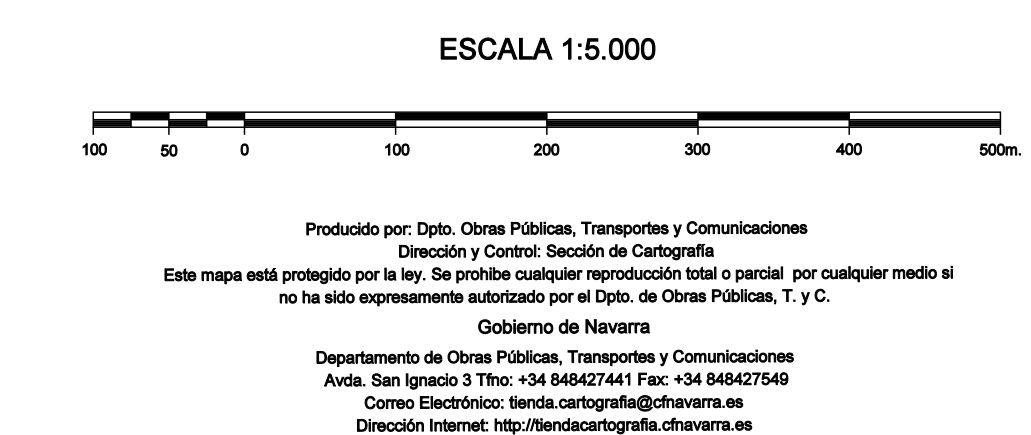 ESCALA 1:5.000
100 50 0 100 200 300 400 500m.
Producido por: Dpto. Obras Públicas, Transportes y Comunicaciones
Dirección y Control: Sección de Cartografía
Este mapa está protegido por la ley. Se prohibe cualquier reproducción total o parcial por cualquier medio si
no ha sido expresamente autorizado por el Dpto. de Obras Públicas, T. y C.
Gobierno de Navarra
Departamento de Obras Públicas, Transportes y Comunicaciones
Avda. San Ignacio 3 Tfno: +34 848427441 Fax: +34 848427549
Correo Electrónico: tienda.cartografia@cfnavarra.es
Dirección Internet: http://tiendacartografia.cfnavarra.es